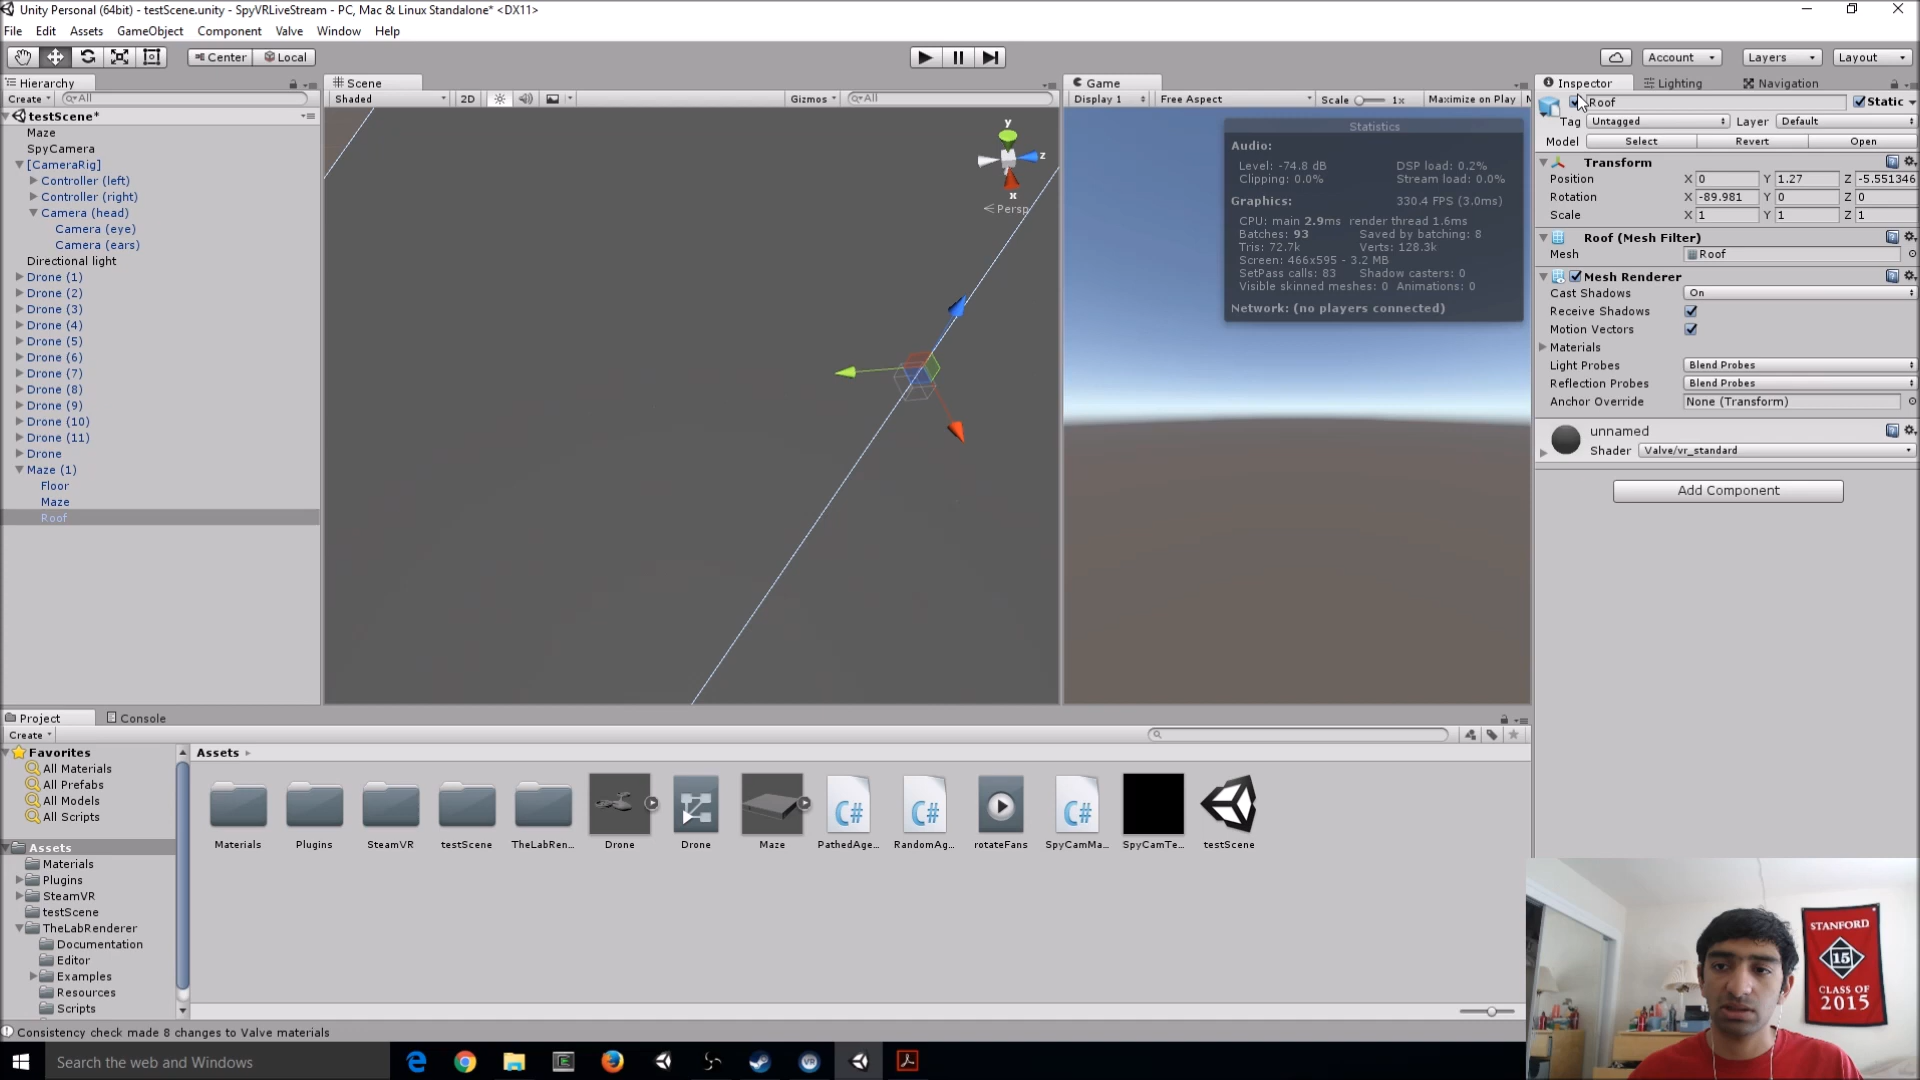 Unity Personal (64bit) - testScene.unity - SpyVRLiveStream - PC, Mac & Linux Standalone* <DX11>
File Edit Assets GameObject Component Valve Window Help
Center Local Account Layers Layout
Hierarchy
Create All
testScene*
Maze
SpyCamera
[CameraRig]
Controller (left)
Controller (right)
Camera (head)
Camera (eye)
Camera (ears)
Directional light
Drone (1)
Drone (2)
Drone (3)
Drone (4)
Drone (5)
Drone (6)
Drone (7)
Drone (8)
Drone (9)
Drone (10)
Drone (11)
Drone
Maze (1)
Floor
Maze
Roof
Scene
Shaded 2D Gizmos All
y
z
x
Persp
Game
Display 1 Free Aspect Scale 1x Maximize on Play
Statistics
Audio:
Level: -74.8 dB DSP load: 0.2%
Clipping: 0.0% Stream load: 0.0%
Graphics: 330.4 FPS (3.0ms)
CPU: main 2.9ms render thread 1.6ms
Batches: 93 Saved by batching: 8
Tris: 72.7k Verts: 128.3k
Screen: 466x595 - 3.2 MB
SetPass calls: 83 Shadow casters: 0
Visible skinned meshes: 0 Animations: 0
Network: (no players connected)
Inspector Lighting Navigation
Roof Static
Tag Untagged Layer Default
Model Select Revert Open
Transform
Position X 0 Y 1.27 Z -5.551346
Rotation X -89.981 Y 0 Z 0
Scale X 1 Y 1 Z 1
Roof (Mesh Filter)
Mesh Roof
Mesh Renderer
Cast Shadows On
Receive Shadows
Motion Vectors
Materials
Light Probes Blend Probes
Reflection Probes Blend Probes
Anchor Override None (Transform)
unnamed
Shader Valve/vr_standard
Add Component
Project Console
Create
Favorites
All Materials
All Prefabs
All Models
All Scripts
Assets
Materials
Plugins
SteamVR
testScene
TheLabRenderer
Documentation
Editor
Examples
Resources
Scripts
Assets
Materials Plugins SteamVR testScene TheLabRen... Drone Drone Maze PathedAge... RandomAg... rotateFans SpyCamMa... SpyCamTe... testScene
Consistency check made 8 changes to Valve materials
Search the web and Windows
STANFORD
15
CLASS OF
2015